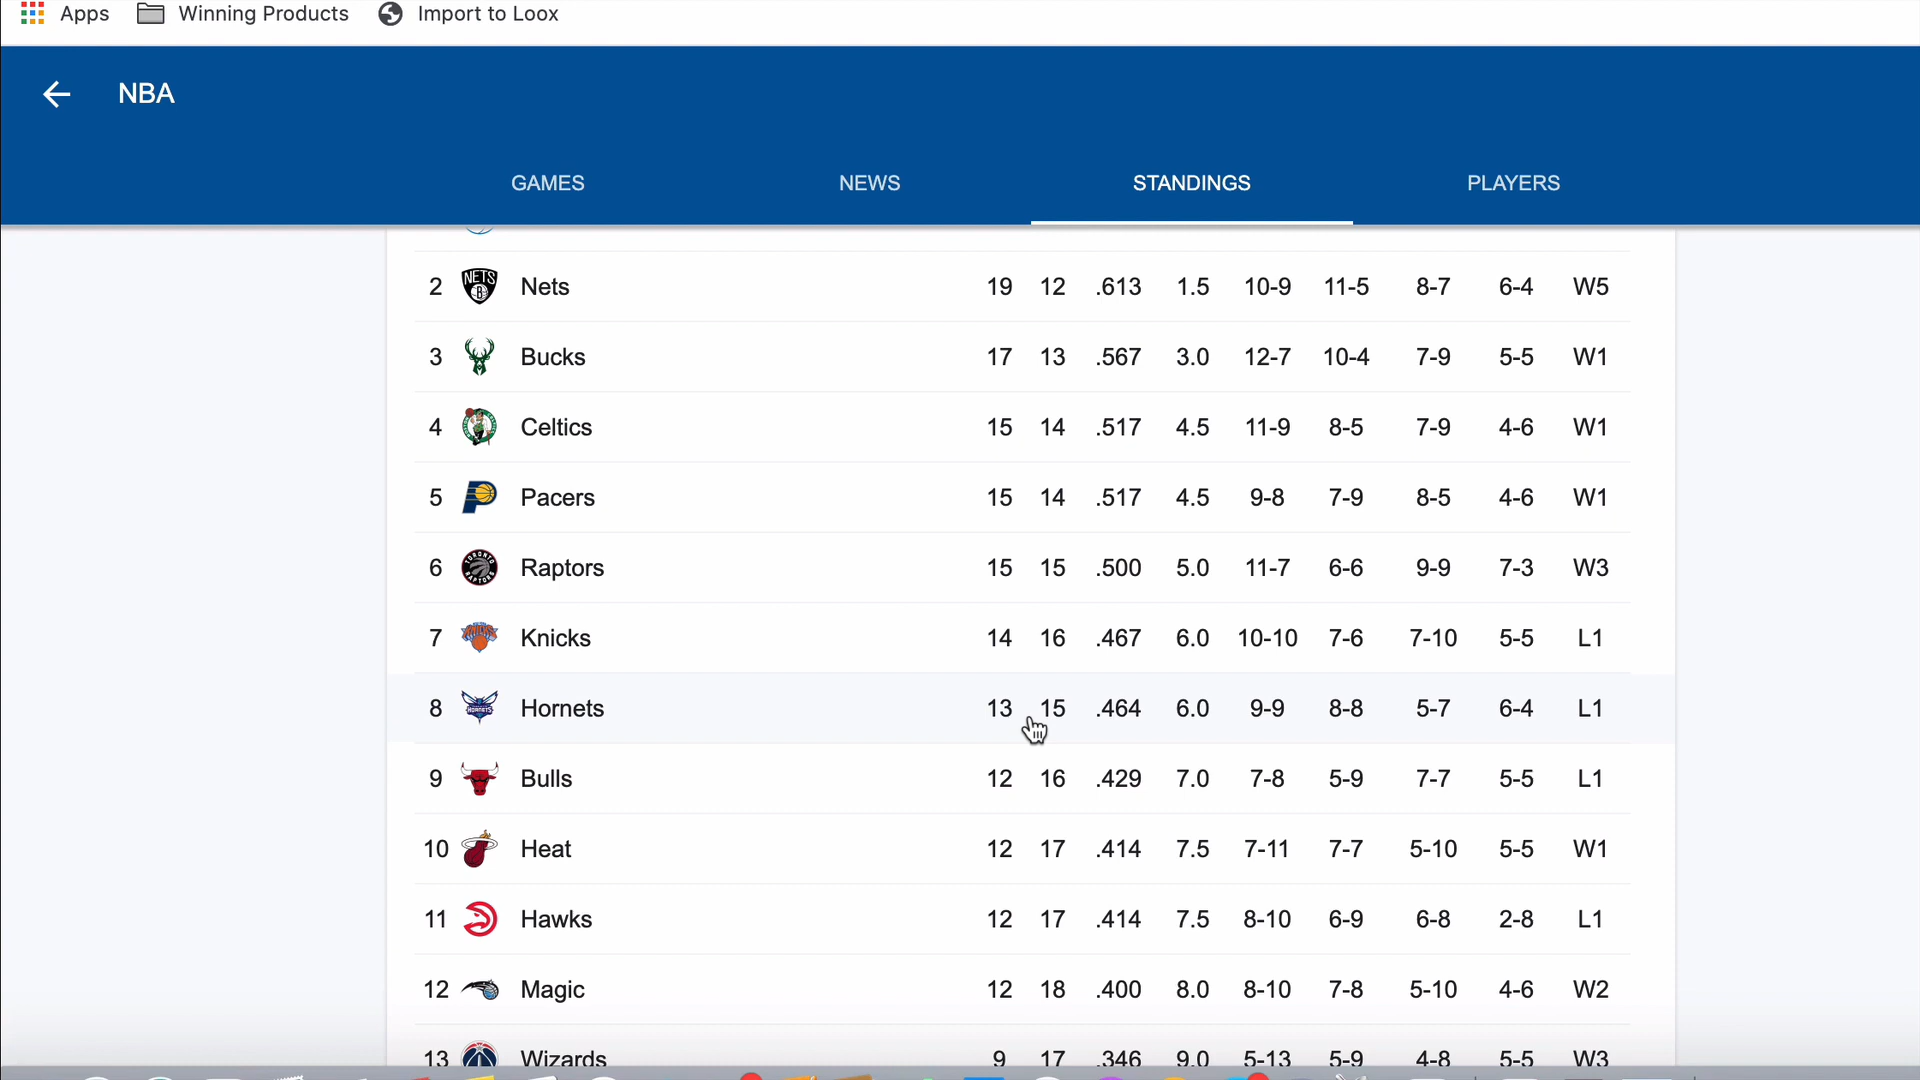 Apps Winning Products Import to Loox
NBA
GAMES NEWS STANDINGS PLAYERS
2 NETS B Nets 19 12 .613 1.5 10-9 11-5 8-7 6-4 W5
3 Bucks 17 13 .567 3.0 12-7 10-4 7-9 5-5 W1
4 Celtics 15 14 .517 4.5 11-9 8-5 7-9 4-6 W1
5 Pacers 15 14 .517 4.5 9-8 7-9 8-5 4-6 W1
6 TORONTO RAPTORS Raptors 15 15 .500 5.0 11-7 6-6 9-9 7-3 W3
7 Knicks 14 16 .467 6.0 10-10 7-6 7-10 5-5 L1
8 HORNETS Hornets 13 15 .464 6.0 9-9 8-8 5-7 6-4 L1
9 Bulls 12 16 .429 7.0 7-8 5-9 7-7 5-5 L1
10 Heat 12 17 .414 7.5 7-11 7-7 5-10 5-5 W1
11 Hawks 12 17 .414 7.5 8-10 6-9 6-8 2-8 L1
12 Magic 12 18 .400 8.0 8-10 7-8 5-10 4-6 W2
13 Wizards 9 17 .346 9.0 5-13 5-9 4-8 5-5 W3